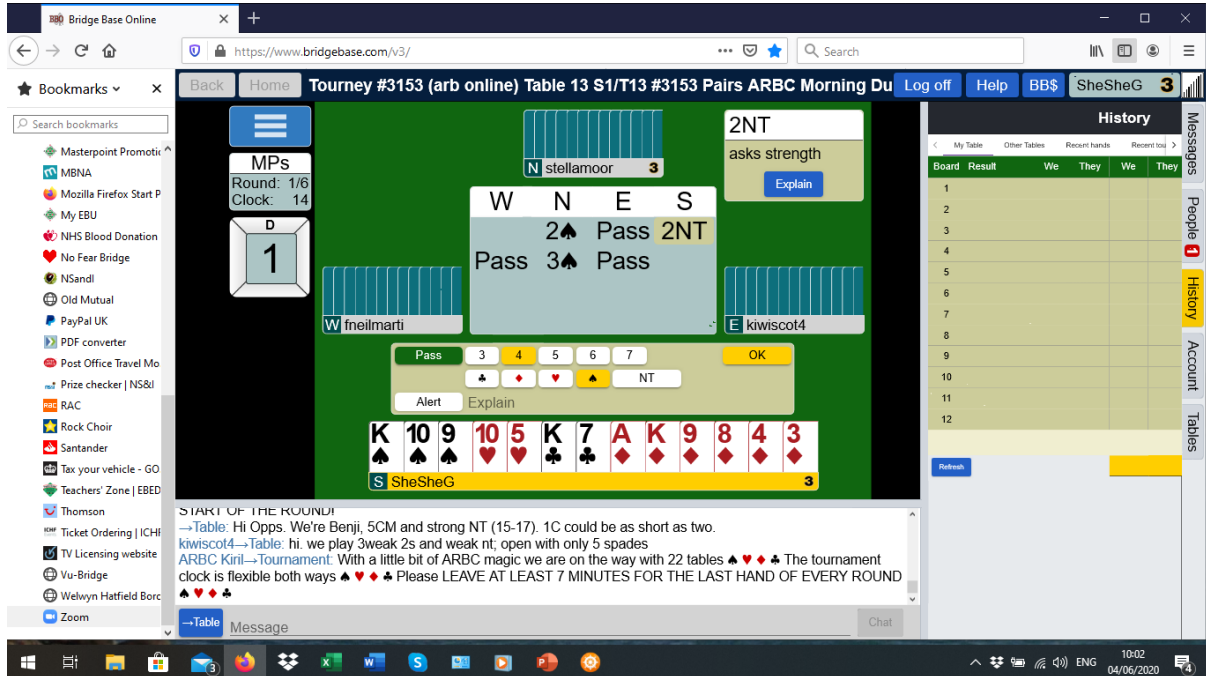 BBO Bridge Base Online
https://www.bridgebase.com/v3/
Search
Bookmarks
Search bookmarks
Masterpoint Promotic
MBNA
Mozilla Firefox Start P
My EBU
NHS Blood Donation
No Fear Bridge
NSandI
Old Mutual
PayPal UK
PDF converter
Post Office Travel Mo
Prize checker | NS&I
RAC
Rock Choir
Santander
Tax your vehicle - GO
Teachers' Zone | EBED
Thomson
Ticket Ordering | ICHF
TV Licensing website
Vu-Bridge
Welwyn Hatfield Borc
Zoom
Back Home Tourney #3153 (arb online) Table 13 S1/T13 #3153 Pairs ARBC Morning Du Log off Help BB$ SheSheG 3
MPs
Round: 1/6
Clock: 14
D
1
N stellamoor 3
2NT
asks strength
Explain
W N E S
2♠ Pass 2NT
Pass 3♠ Pass
W fneilmarti
E kiwiscot4
Pass 3 4 5 6 7 OK
♣ ♦ ♥ ♠ NT
Alert Explain
K 10 9 10 5 K 7 A K 9 8 4 3
♠ ♠ ♠ ♥ ♥ ♣ ♣ ♦ ♦ ♦ ♦ ♦ ♦
S SheSheG 3
START OF THE ROUND!
→Table: Hi Opps. We're Benji, 5CM and strong NT (15-17). 1C could be as short as two.
kiwiscot4→Table: hi. we play 3weak 2s and weak nt; open with only 5 spades
ARBC Kiril→Tournament: With a little bit of ARBC magic we are on the way with 22 tables ♠ ♥ ♦ ♣ The tournament
clock is flexible both ways ♠ ♥ ♦ ♣ Please LEAVE AT LEAST 7 MINUTES FOR THE LAST HAND OF EVERY ROUND
♠ ♥ ♦ ♣
→Table Message Chat
History
My Table Other Tables Recent hands Recent tou
Board Result We They We They
1
2
3
4
5
6
7
8
9
10
11
12
Refresh
Messages
People 1
History
Account
Tables
3
ENG
10:02
04/06/2020
4